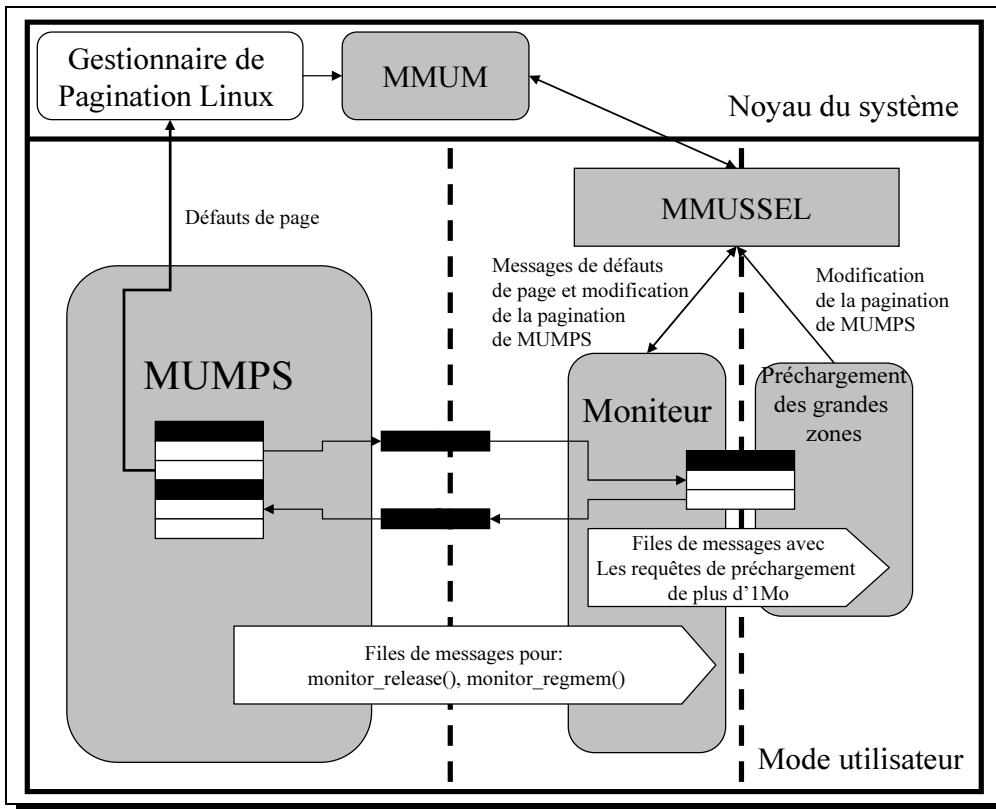 Gestionnaire de
Pagination Linux
MMUM
Noyau du système
MMUSSEL
Défauts de page
Messages de défauts
de page et modification
de la pagination
de MUMPS
Modification
de la pagination
de MUMPS
MUMPS
Moniteur
Préchargement
des grandes
zones
Files de messages avec
Les requêtes de préchargement
de plus d'1Mo
Files de messages pour:
monitor_release(), monitor_regmem()
Mode utilisateur